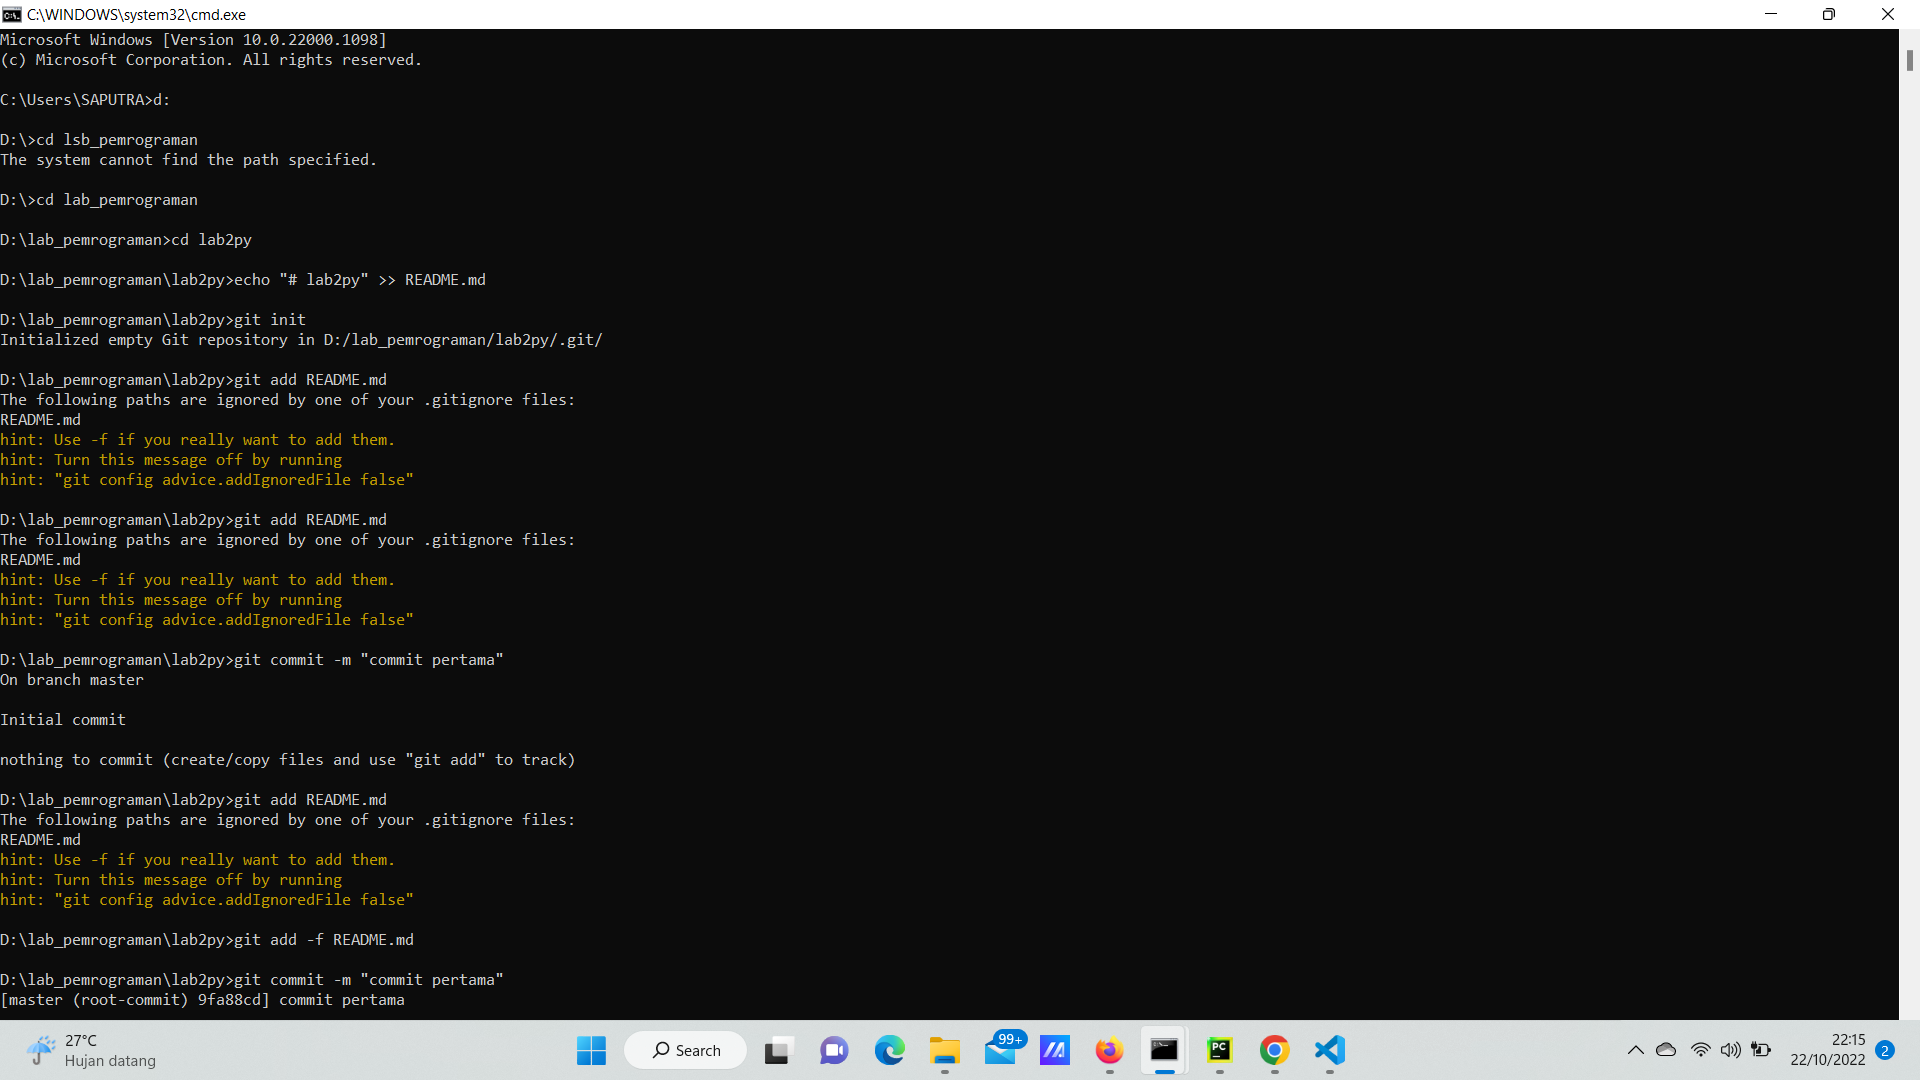 C:\WINDOWS\system32\cmd.exe
Microsoft Windows [Version 10.0.22000.1098]
(c) Microsoft Corporation. All rights reserved.
C:\Users\SAPUTRA>d:
D:\>cd lsb_pemrograman
The system cannot find the path specified.
D:\>cd lab_pemrograman
D:\lab_pemrograman>cd lab2py
D:\lab_pemrograman\lab2py>echo "# lab2py" >> README.md
D:\lab_pemrograman\lab2py>git init
Initialized empty Git repository in D:/lab_pemrograman/lab2py/.git/
D:\lab_pemrograman\lab2py>git add README.md
The following paths are ignored by one of your .gitignore files:
README.md
hint: Use -f if you really want to add them.
hint: Turn this message off by running
hint: "git config advice.addIgnoredFile false"
D:\lab_pemrograman\lab2py>git add README.md
The following paths are ignored by one of your .gitignore files:
README.md
hint: Use -f if you really want to add them.
hint: Turn this message off by running
hint: "git config advice.addIgnoredFile false"
D:\lab_pemrograman\lab2py>git commit -m "commit pertama"
On branch master
Initial commit
nothing to commit (create/copy files and use "git add" to track)
D:\lab_pemrograman\lab2py>git add README.md
The following paths are ignored by one of your .gitignore files:
README.md
hint: Use -f if you really want to add them.
hint: Turn this message off by running
hint: "git config advice.addIgnoredFile false"
D:\lab_pemrograman\lab2py>git add -f README.md
D:\lab_pemrograman\lab2py>git commit -m "commit pertama"
[master (root-commit) 9fa88cd] commit pertama
27°C
Hujan datang
Search
99+
PC
22:15
22/10/2022
2